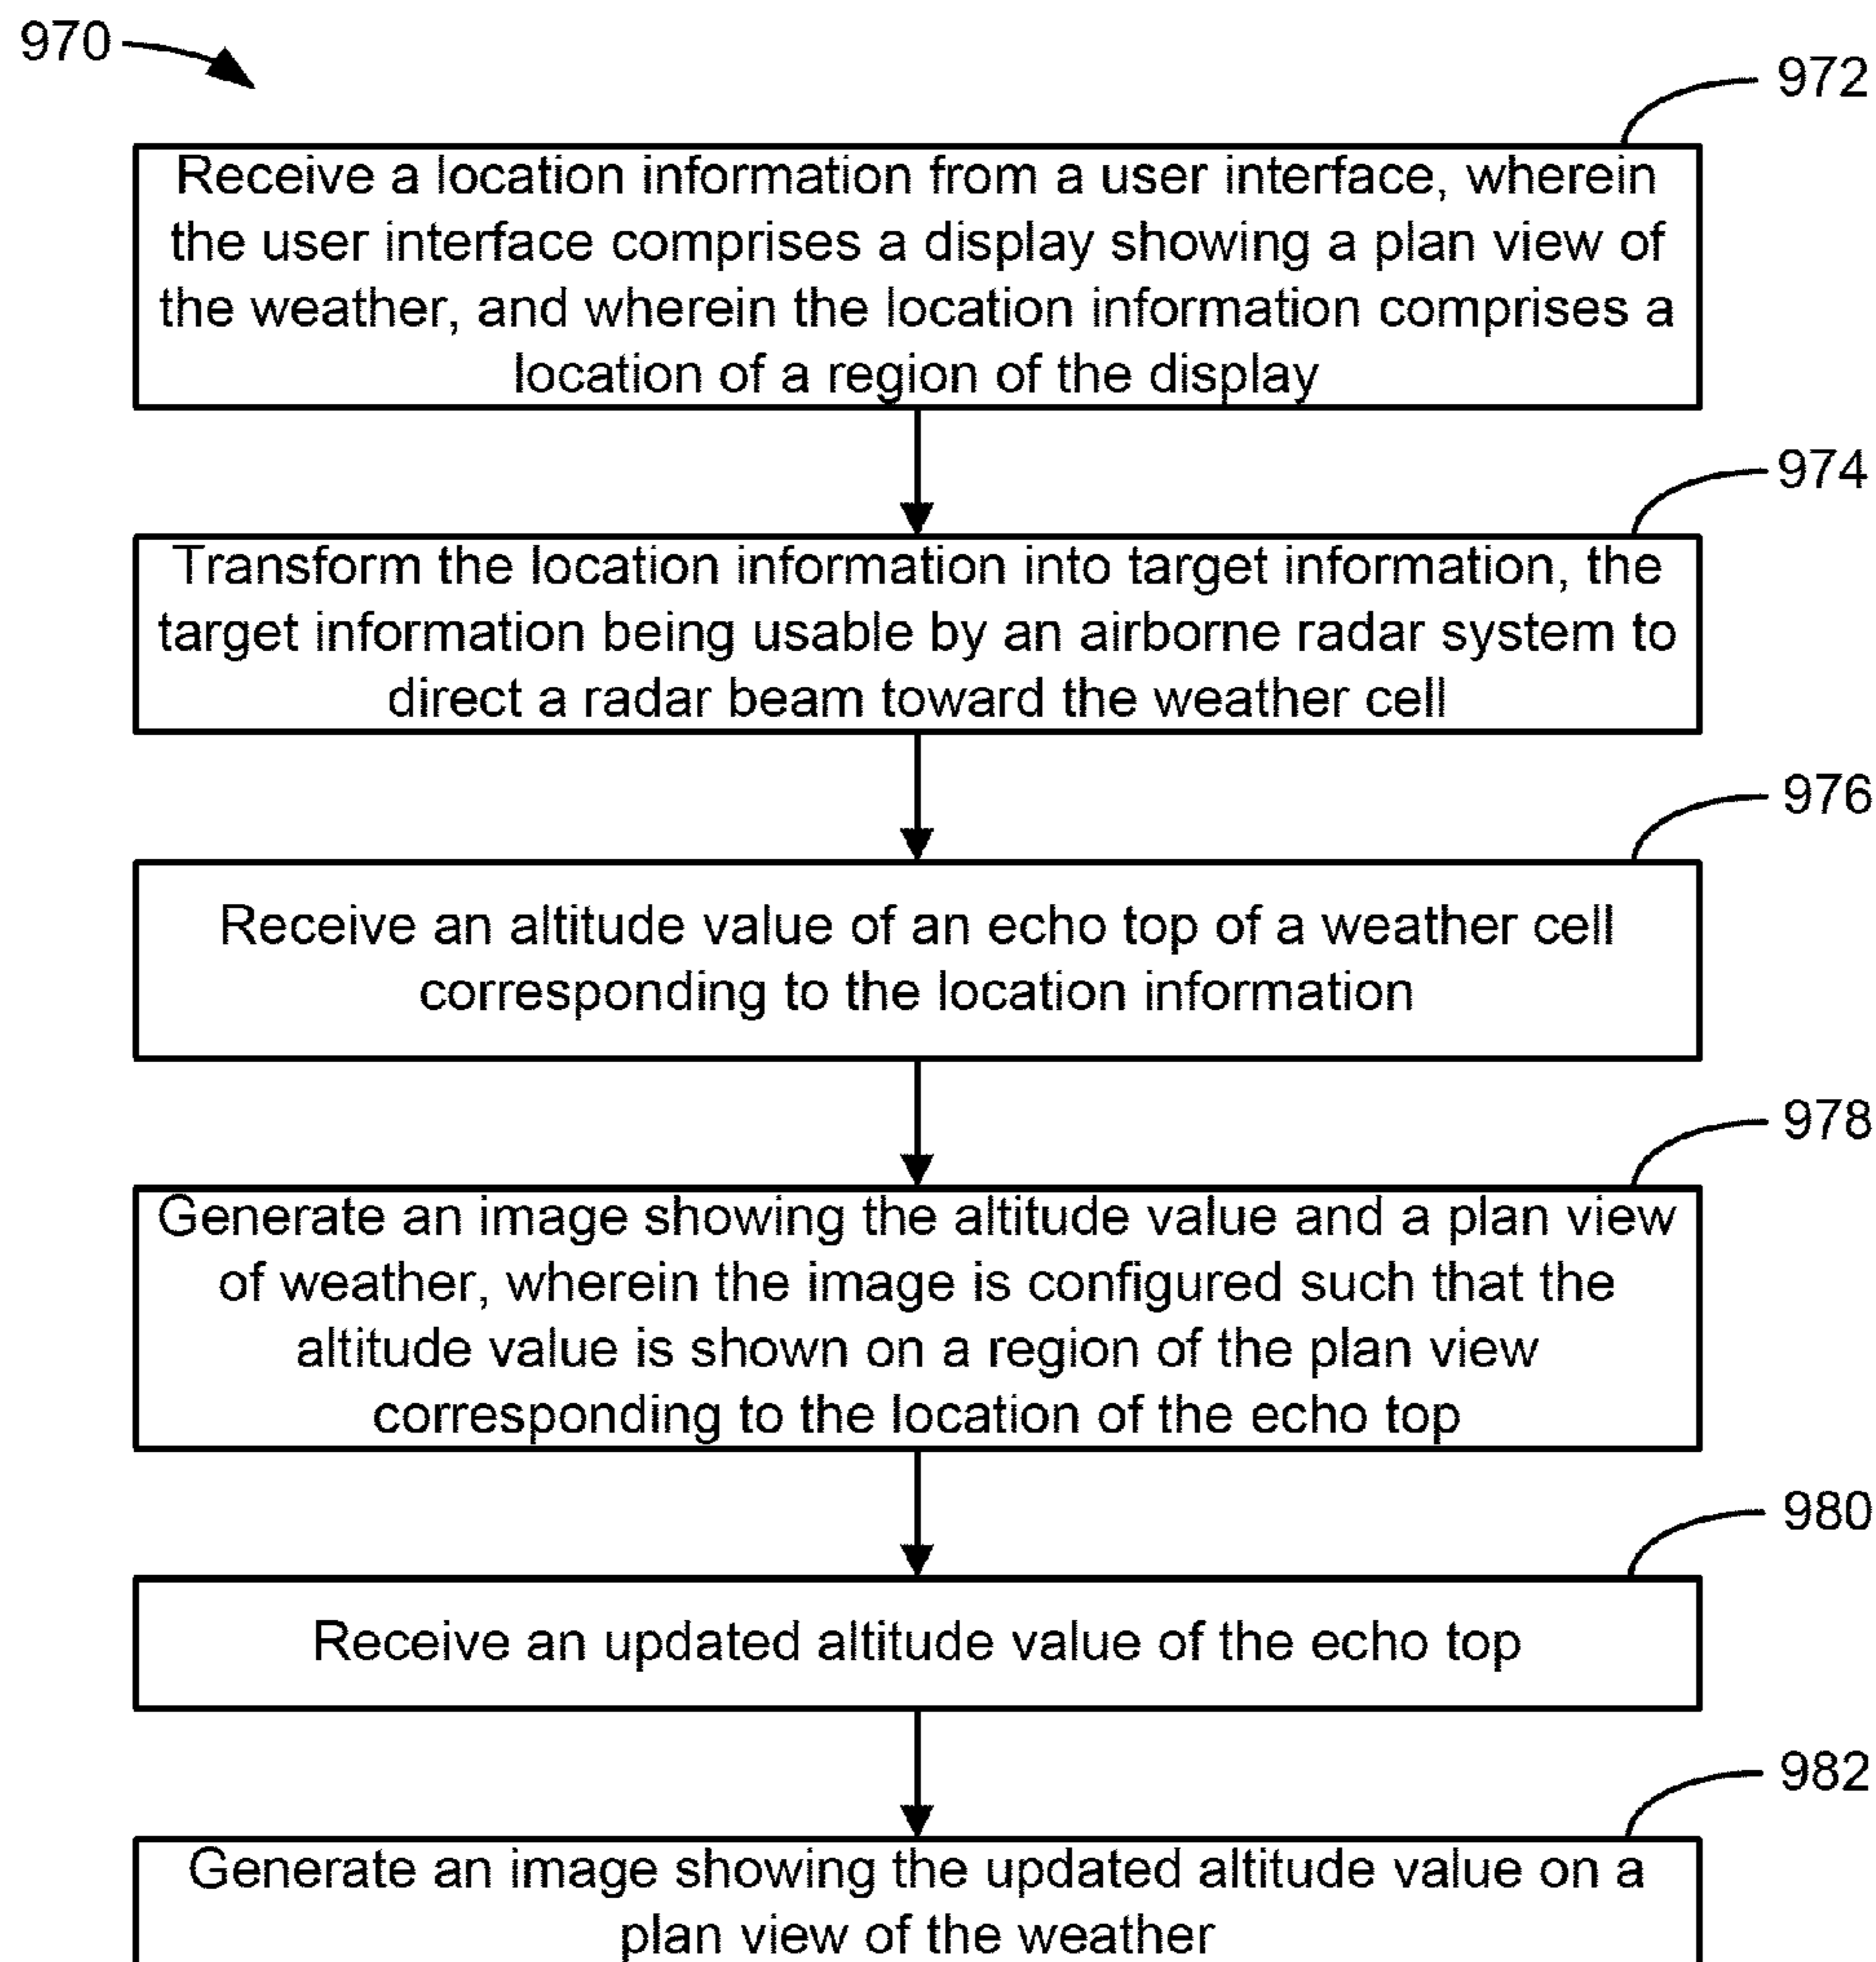 970
972
Receive a location information from a user interface, wherein
the user interface comprises a display showing a plan view of
the weather, and wherein the location information comprises a
location of a region of the display
974
Transform the location information into target information, the
target information being usable by an airborne radar system to
direct a radar beam toward the weather cell
976
Receive an altitude value of an echo top of a weather cell
corresponding to the location information
978
Generate an image showing the altitude value and a plan view
of weather, wherein the image is configured such that the
altitude value is shown on a region of the plan view
corresponding to the location of the echo top
980
Receive an updated altitude value of the echo top
982
Generate an image showing the updated altitude value on a
plan view of the weather